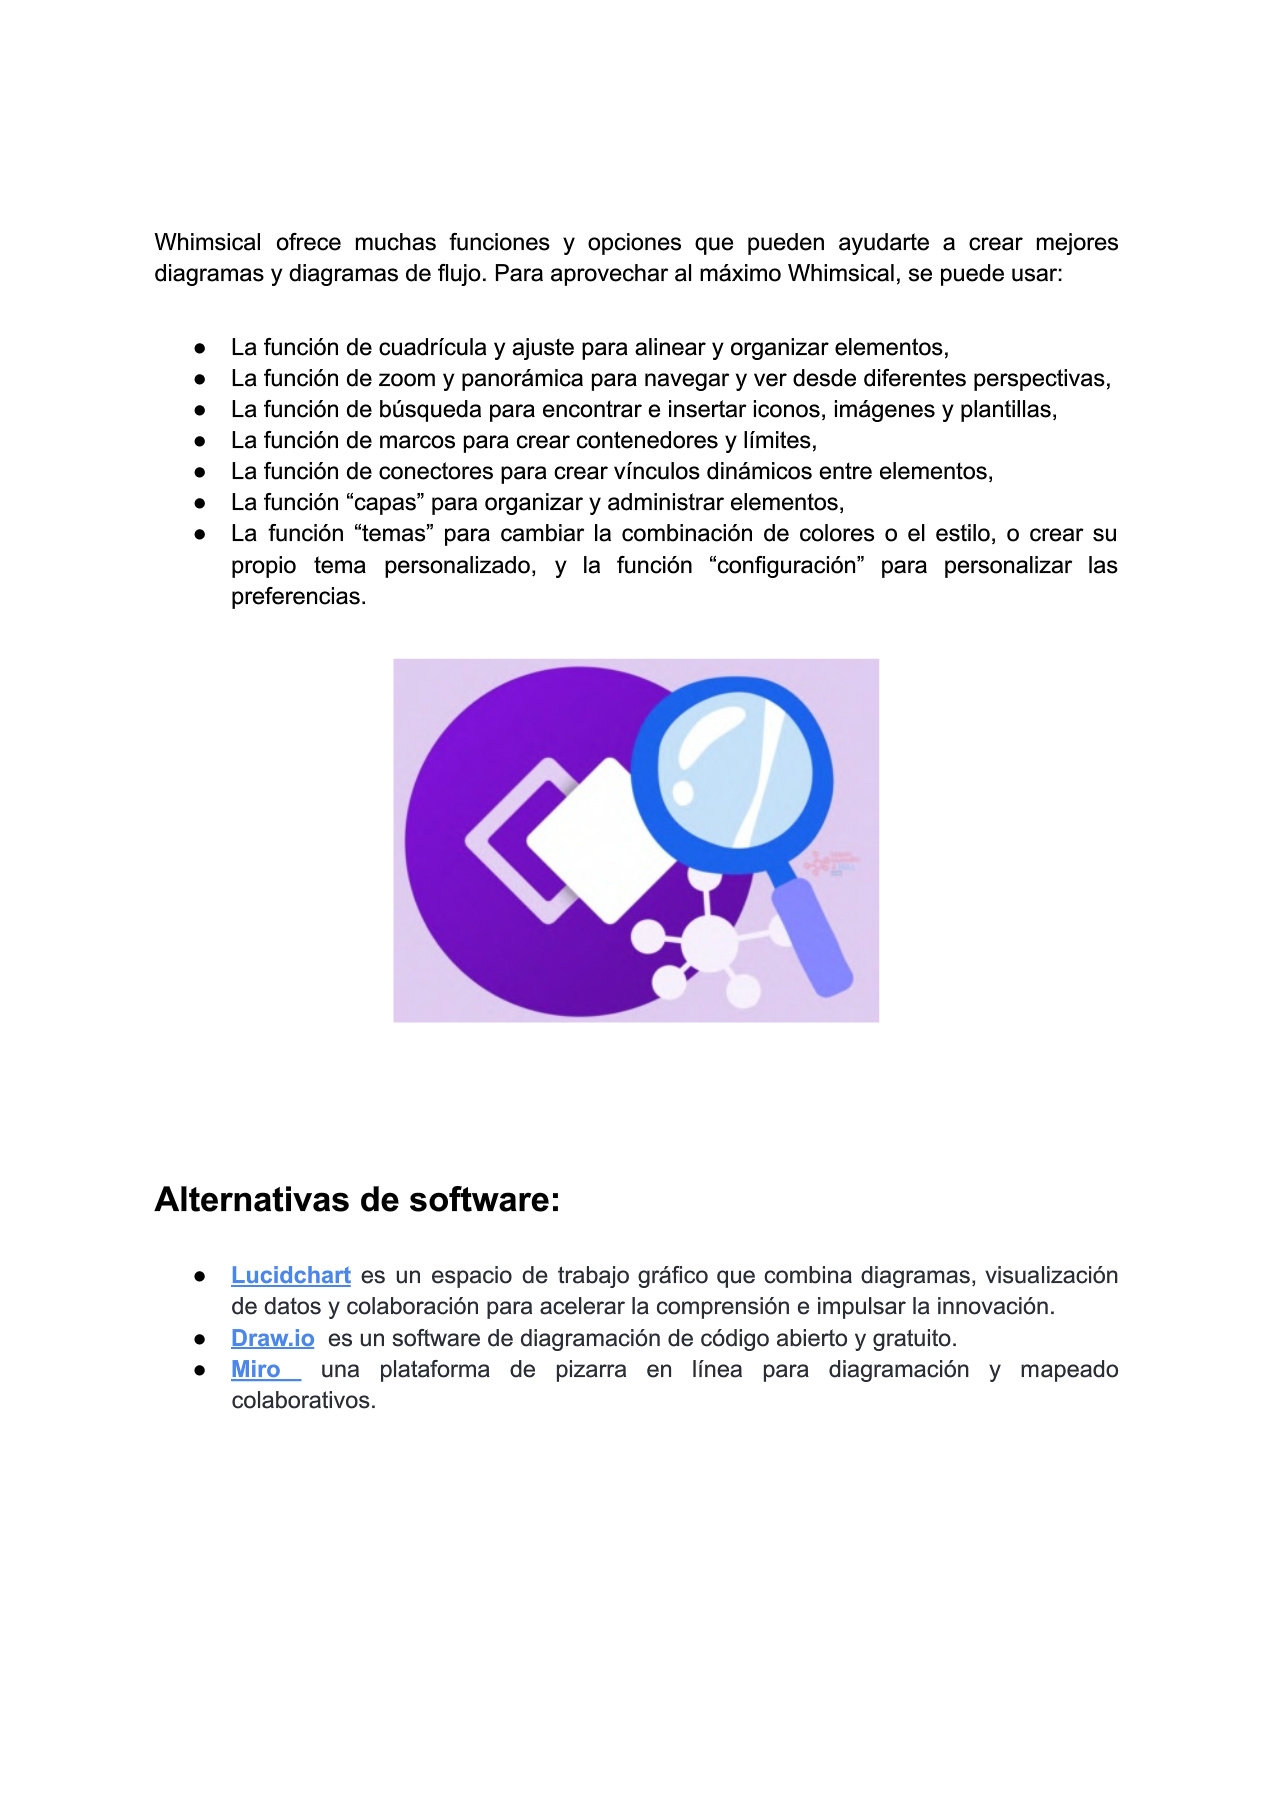 Whimsical ofrece muchas funciones y opciones que pueden ayudarte a crear mejores
diagramas y diagramas de flujo. Para aprovechar al máximo Whimsical, se puede usar:
● La función de cuadrícula y ajuste para alinear y organizar elementos,
● La función de zoom y panorámica para navegar y ver desde diferentes perspectivas,
● La función de búsqueda para encontrar e insertar iconos, imágenes y plantillas,
● La función de marcos para crear contenedores y límites,
● La función de conectores para crear vínculos dinámicos entre elementos,
● La función “capas” para organizar y administrar elementos,
● La función “temas” para cambiar la combinación de colores o el estilo, o crear su
propio tema personalizado, y la función “configuración” para personalizar las
preferencias.
Alternativas de software:
● Lucidchart es un espacio de trabajo gráfico que combina diagramas, visualización
de datos y colaboración para acelerar la comprensión e impulsar la innovación.
● Draw.io es un software de diagramación de código abierto y gratuito.
● Miro una plataforma de pizarra en línea para diagramación y mapeado
colaborativos.